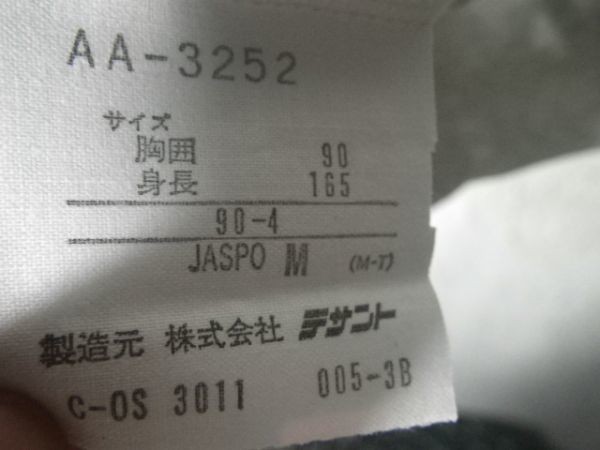 AA-3252
サイズ
胸囲 90
身長 165
90-4
JASPO M (M-T)
製造元 株式会社 デサント
C-OS 3011 005-3B